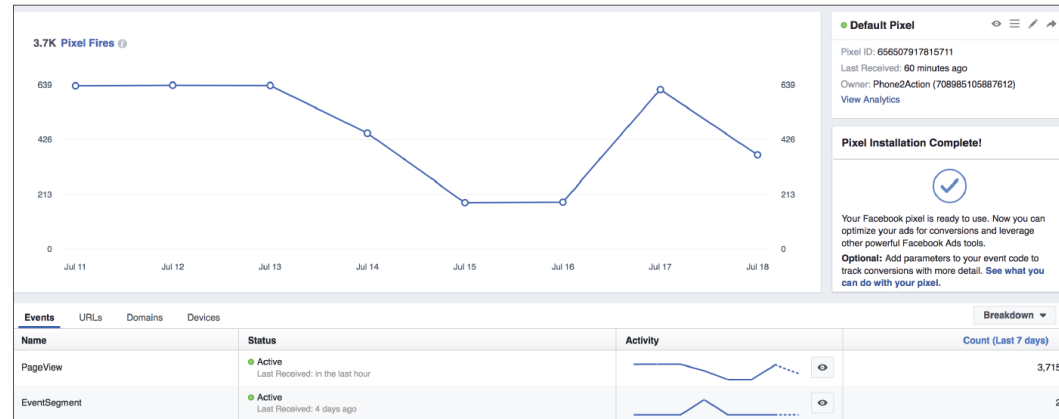 3.7K Pixel Fires
639
639
426
426
213
213
0
0
Jul 11
Jul 12
Jul 13
Jul 14
Jul 15
Jul 16
Jul 17
Jul 18
Default Pixel
Pixel ID: 656507917815711
Last Received: 60 minutes ago
Owner: Phone2Action (708985105887612)
View Analytics
Pixel Installation Complete!
Your Facebook pixel is ready to use. Now you can
optimize your ads for conversions and leverage
other powerful Facebook Ads tools.
Optional: Add parameters to your event code to
track conversions with more detail. See what you
can do with your pixel.
Events URLs Domains Devices
Breakdown
Name Status Activity Count (Last 7 days)
PageView
Active
Last Received: in the last hour
3,715
EventSegment
Active
Last Received: 4 days ago
2